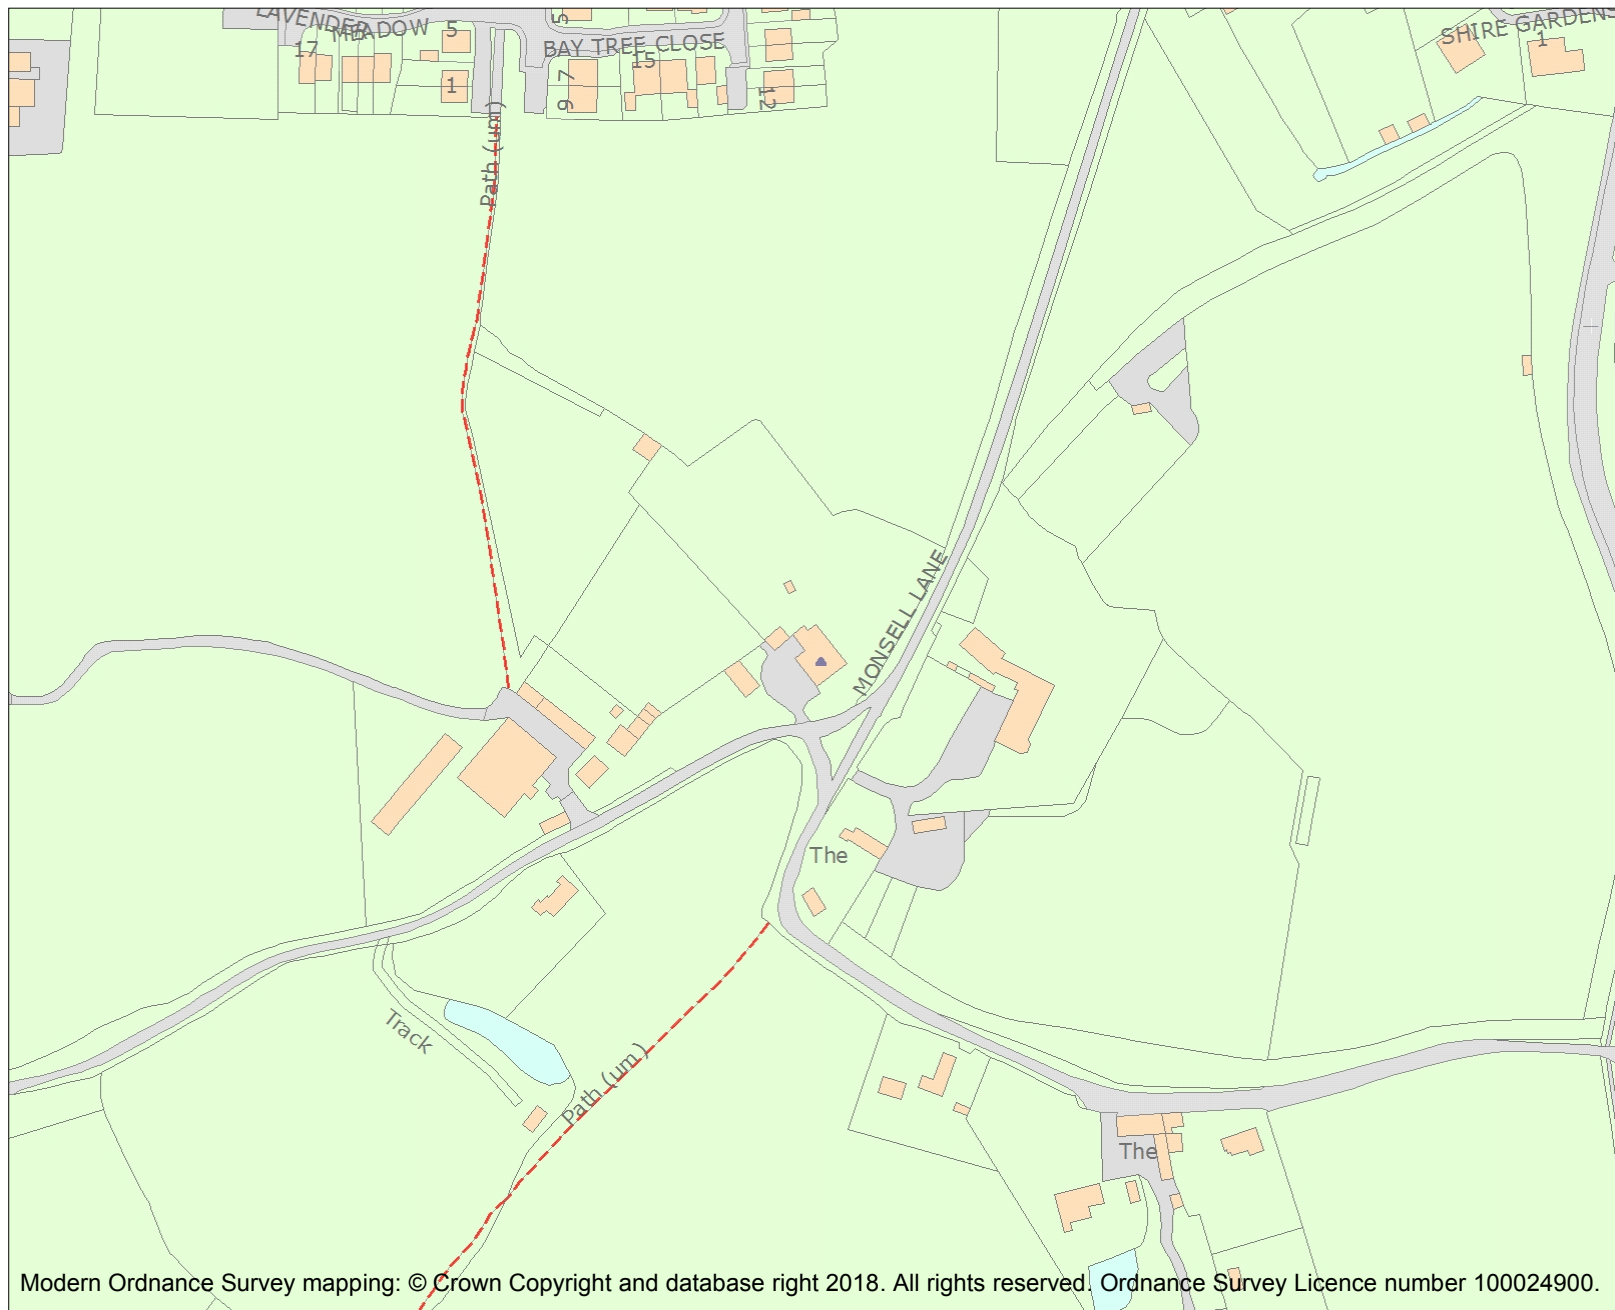 LAVENDER
MEADOW
17
5
5
BAY TREE CLOSE
15
SHIRE GARDENS
1
1
7
6
12
Path (um)
MONSELL LANE
The
Track
Path (um)
The
Modern Ordnance Survey mapping: © Crown Copyright and database right 2018. All rights reserved. Ordnance Survey Licence number 100024900.